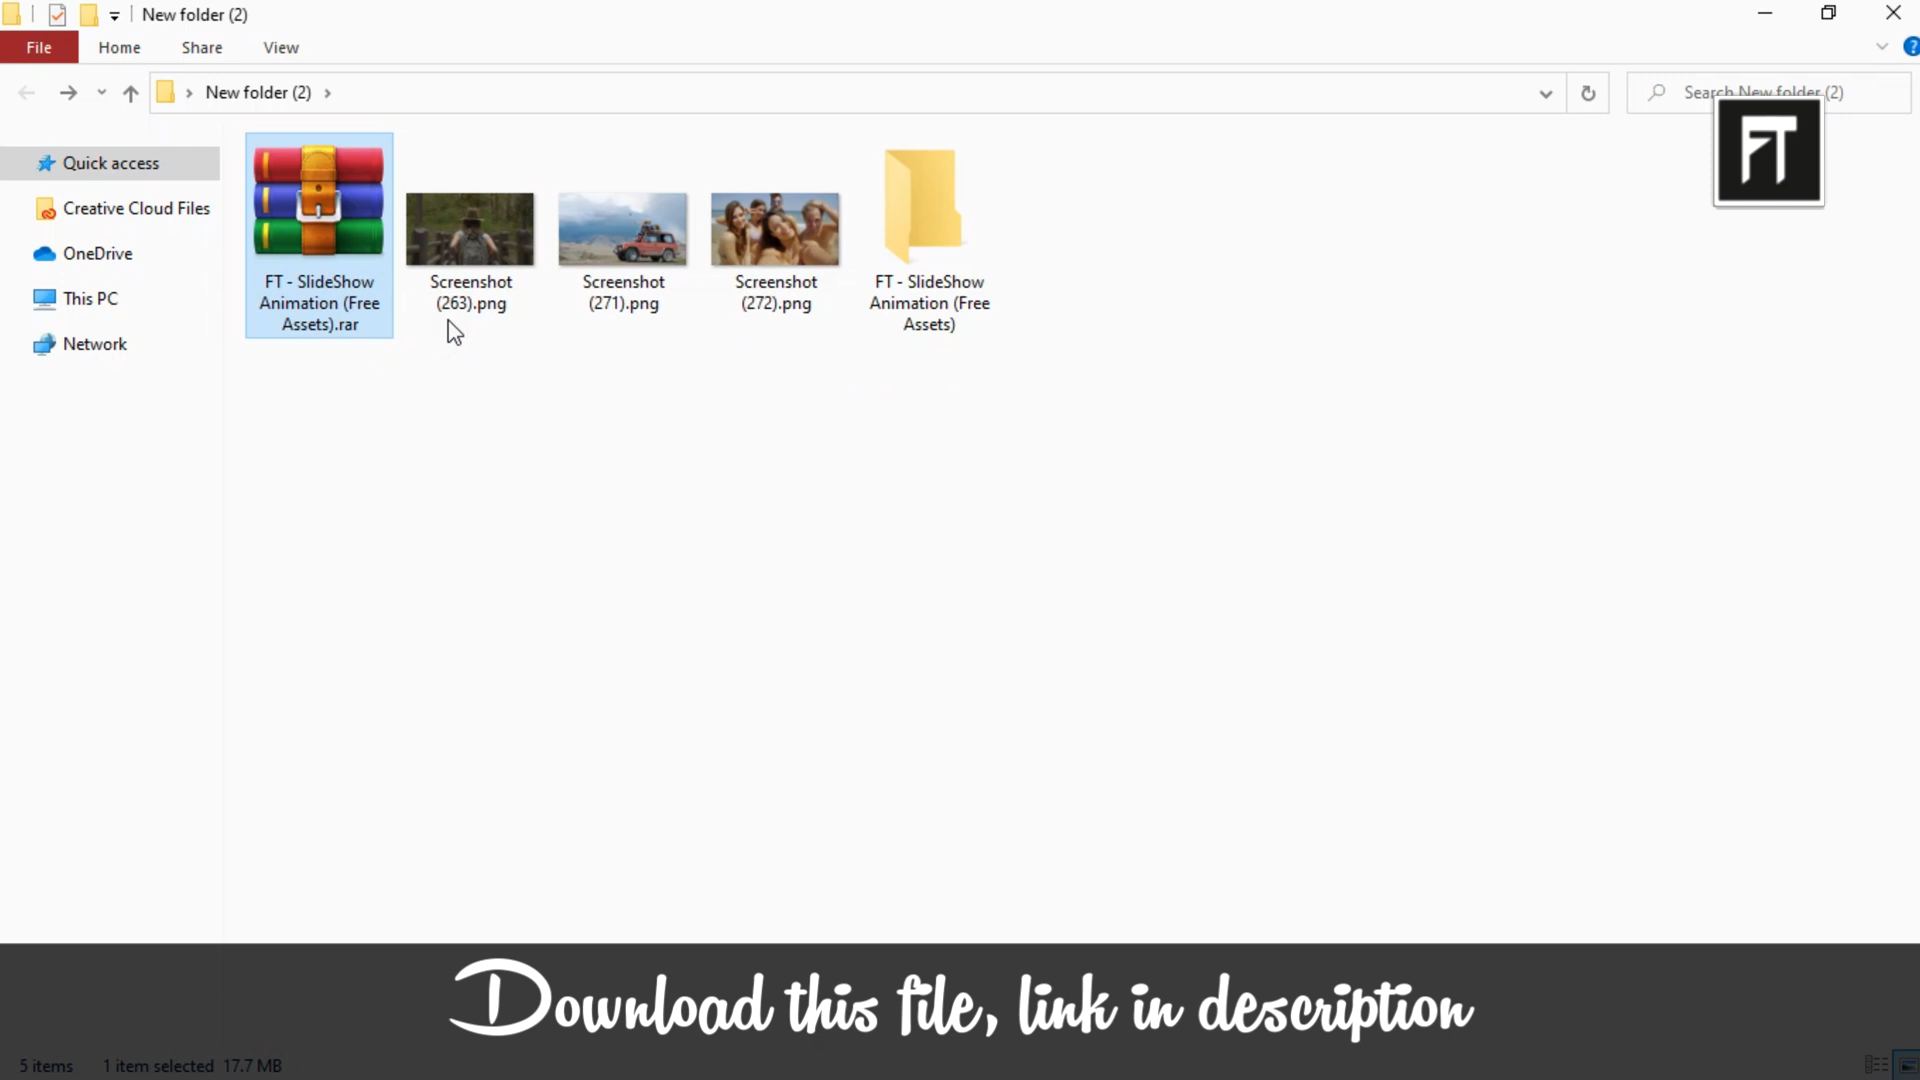 New folder (2)
File
Home
Share
View
New folder (2)
Search New folder (2)
FT
Quick access
Creative Cloud Files
OneDrive
This PC
Network
FT - SlideShow
Animation (Free
Assets).rar
Screenshot
(263).png
Screenshot
(271).png
Screenshot
(272).png
FT - SlideShow
Animation (Free
Assets)
Download this file, link in description
5 items
1 item selected 17.7 MB